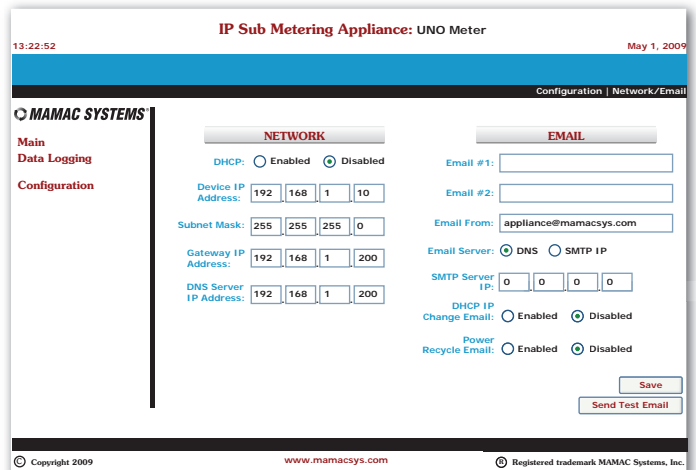 IP Sub Metering Appliance: UNO Meter
13:22:52
May 1, 2009
Configuration | Network/Email
MAMAC SYSTEMS®
Main
Data Logging
Configuration
NETWORK
DHCP: Enabled Disabled
Device IP
Address: 192 . 168 . 1 . 10
Subnet Mask: 255 . 255 . 255 . 0
Gateway IP
Address: 192 . 168 . 1 . 200
DNS Server
IP Address: 192 . 168 . 1 . 200
EMAIL
Email #1:
Email #2:
Email From: appliance@mamacsys.com
Email Server: DNS SMTP IP
SMTP Server
IP: 0 . 0 . 0 . 0
DHCP IP
Change Email: Enabled Disabled
Power
Recycle Email: Enabled Disabled
Save
Send Test Email
© Copyright 2009
www.mamacsys.com
® Registered trademark MAMAC Systems, Inc.